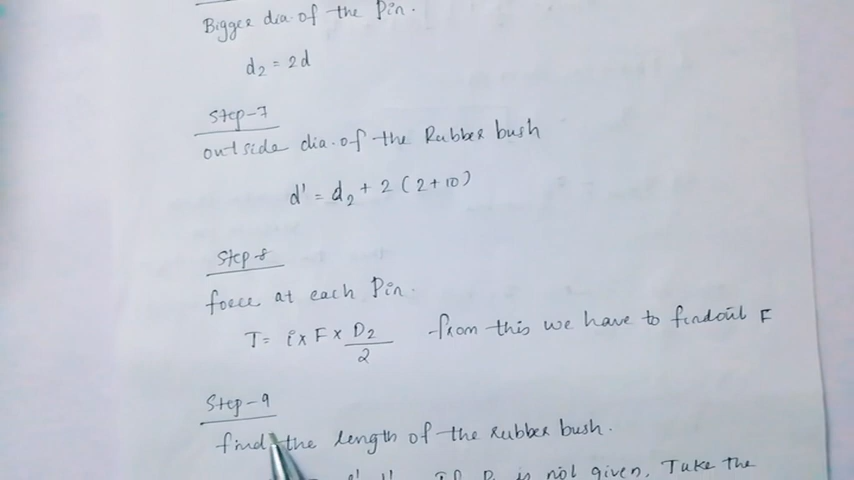 Bigger dia. of the Pin.
d₂ = 2d
Step-7
outside dia. of the Rubber bush
d' = d₂ + 2 (2+10)
Step-8
force at each Pin.
T = i x F x D₂/2 from this we have to findout F
Step-9
find the length of the rubber bush.
is not given. Take the